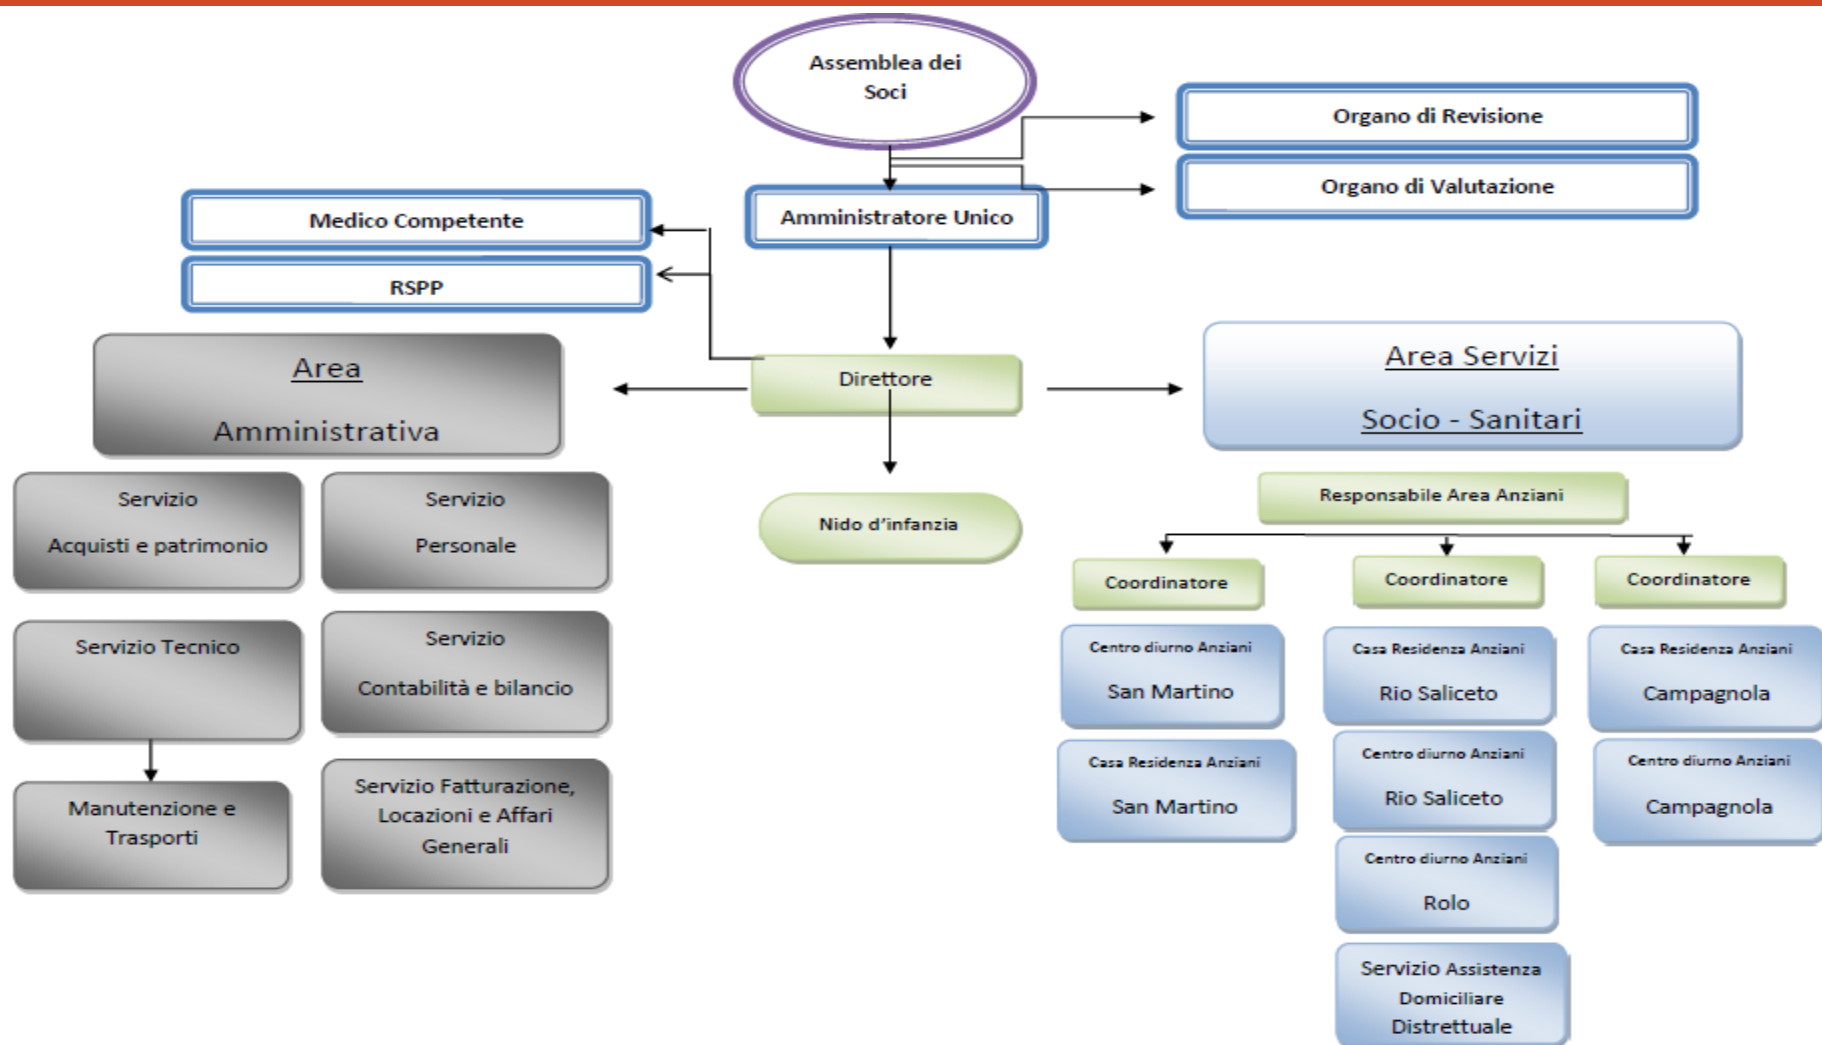 Assemblea dei
Soci
Organo di Revisione
Organo di Valutazione
Medico Competente
Amministratore Unico
RSPP
Area
Amministrativa
Direttore
Area Servizi
Socio - Sanitari
Servizio
Acquisti e patrimonio
Servizio
Personale
Servizio Tecnico
Servizio
Contabilità e bilancio
Manutenzione e
Trasporti
Servizio Fatturazione,
Locazioni e Affari
Generali
Nido d'infanzia
Responsabile Area Anziani
Coordinatore
Centro diurno Anziani
San Martino
Casa Residenza Anziani
San Martino
Coordinatore
Casa Residenza Anziani
Rio Saliceto
Centro diurno Anziani
Rio Saliceto
Centro diurno Anziani
Rolo
Servizio Assistenza
Domiciliare
Distrettuale
Coordinatore
Casa Residenza Anziani
Campagnola
Centro diurno Anziani
Campagnola